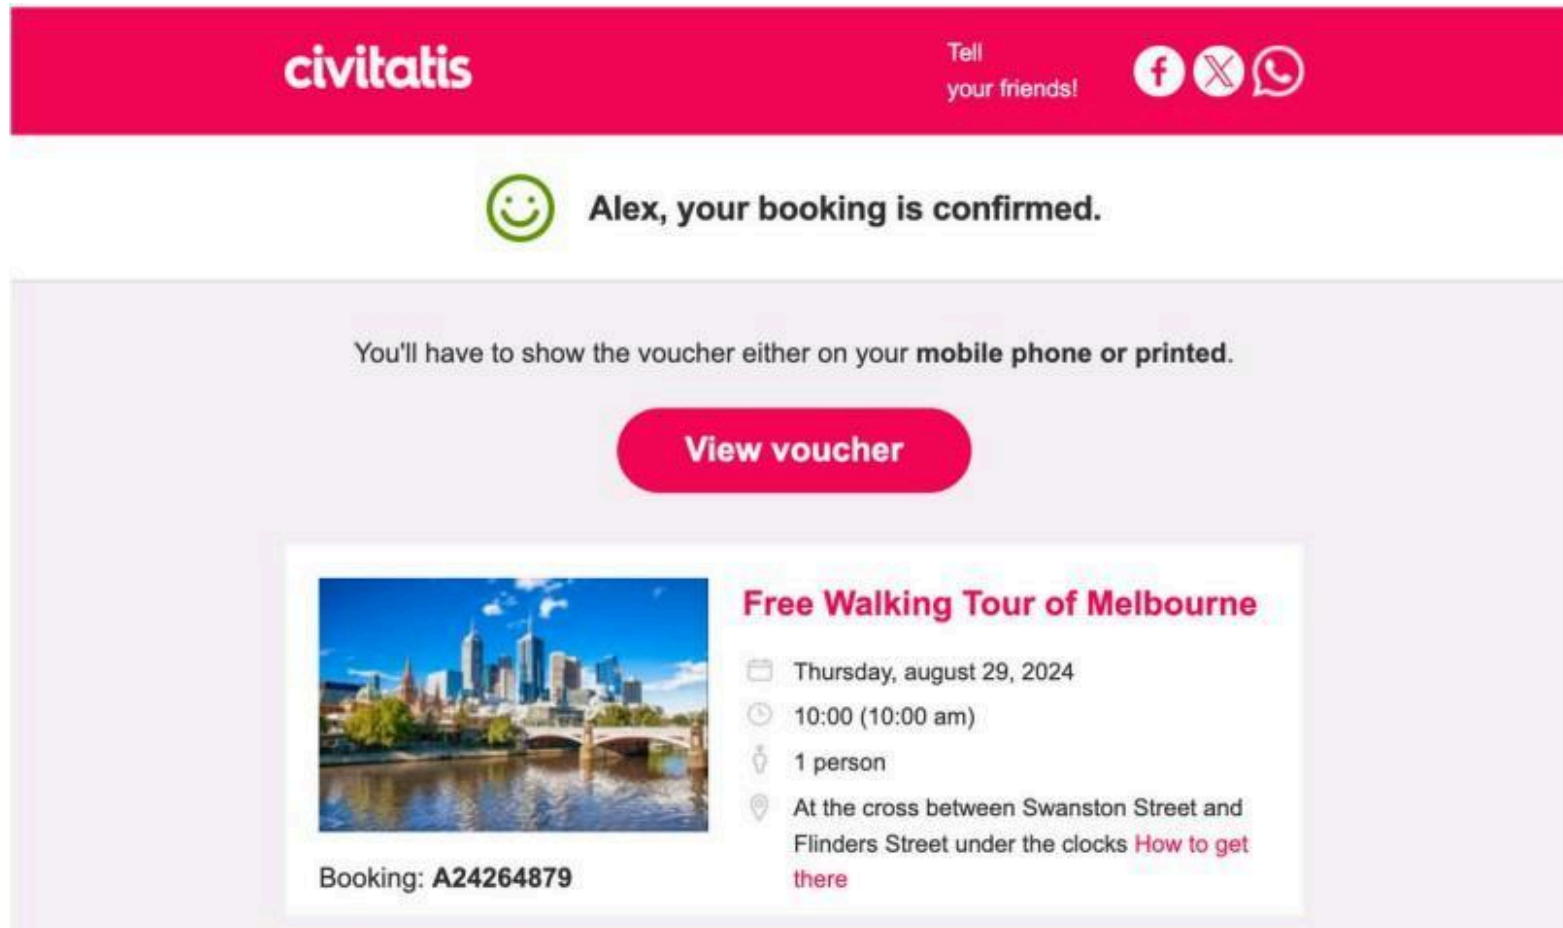 civitatis
Tell
your friends!
Alex, your booking is confirmed.
You'll have to show the voucher either on your mobile phone or printed.
View voucher
Free Walking Tour of Melbourne
Thursday, august 29, 2024
10:00 (10:00 am)
1 person
At the cross between Swanston Street and
Flinders Street under the clocks How to get
there
Booking: A24264879